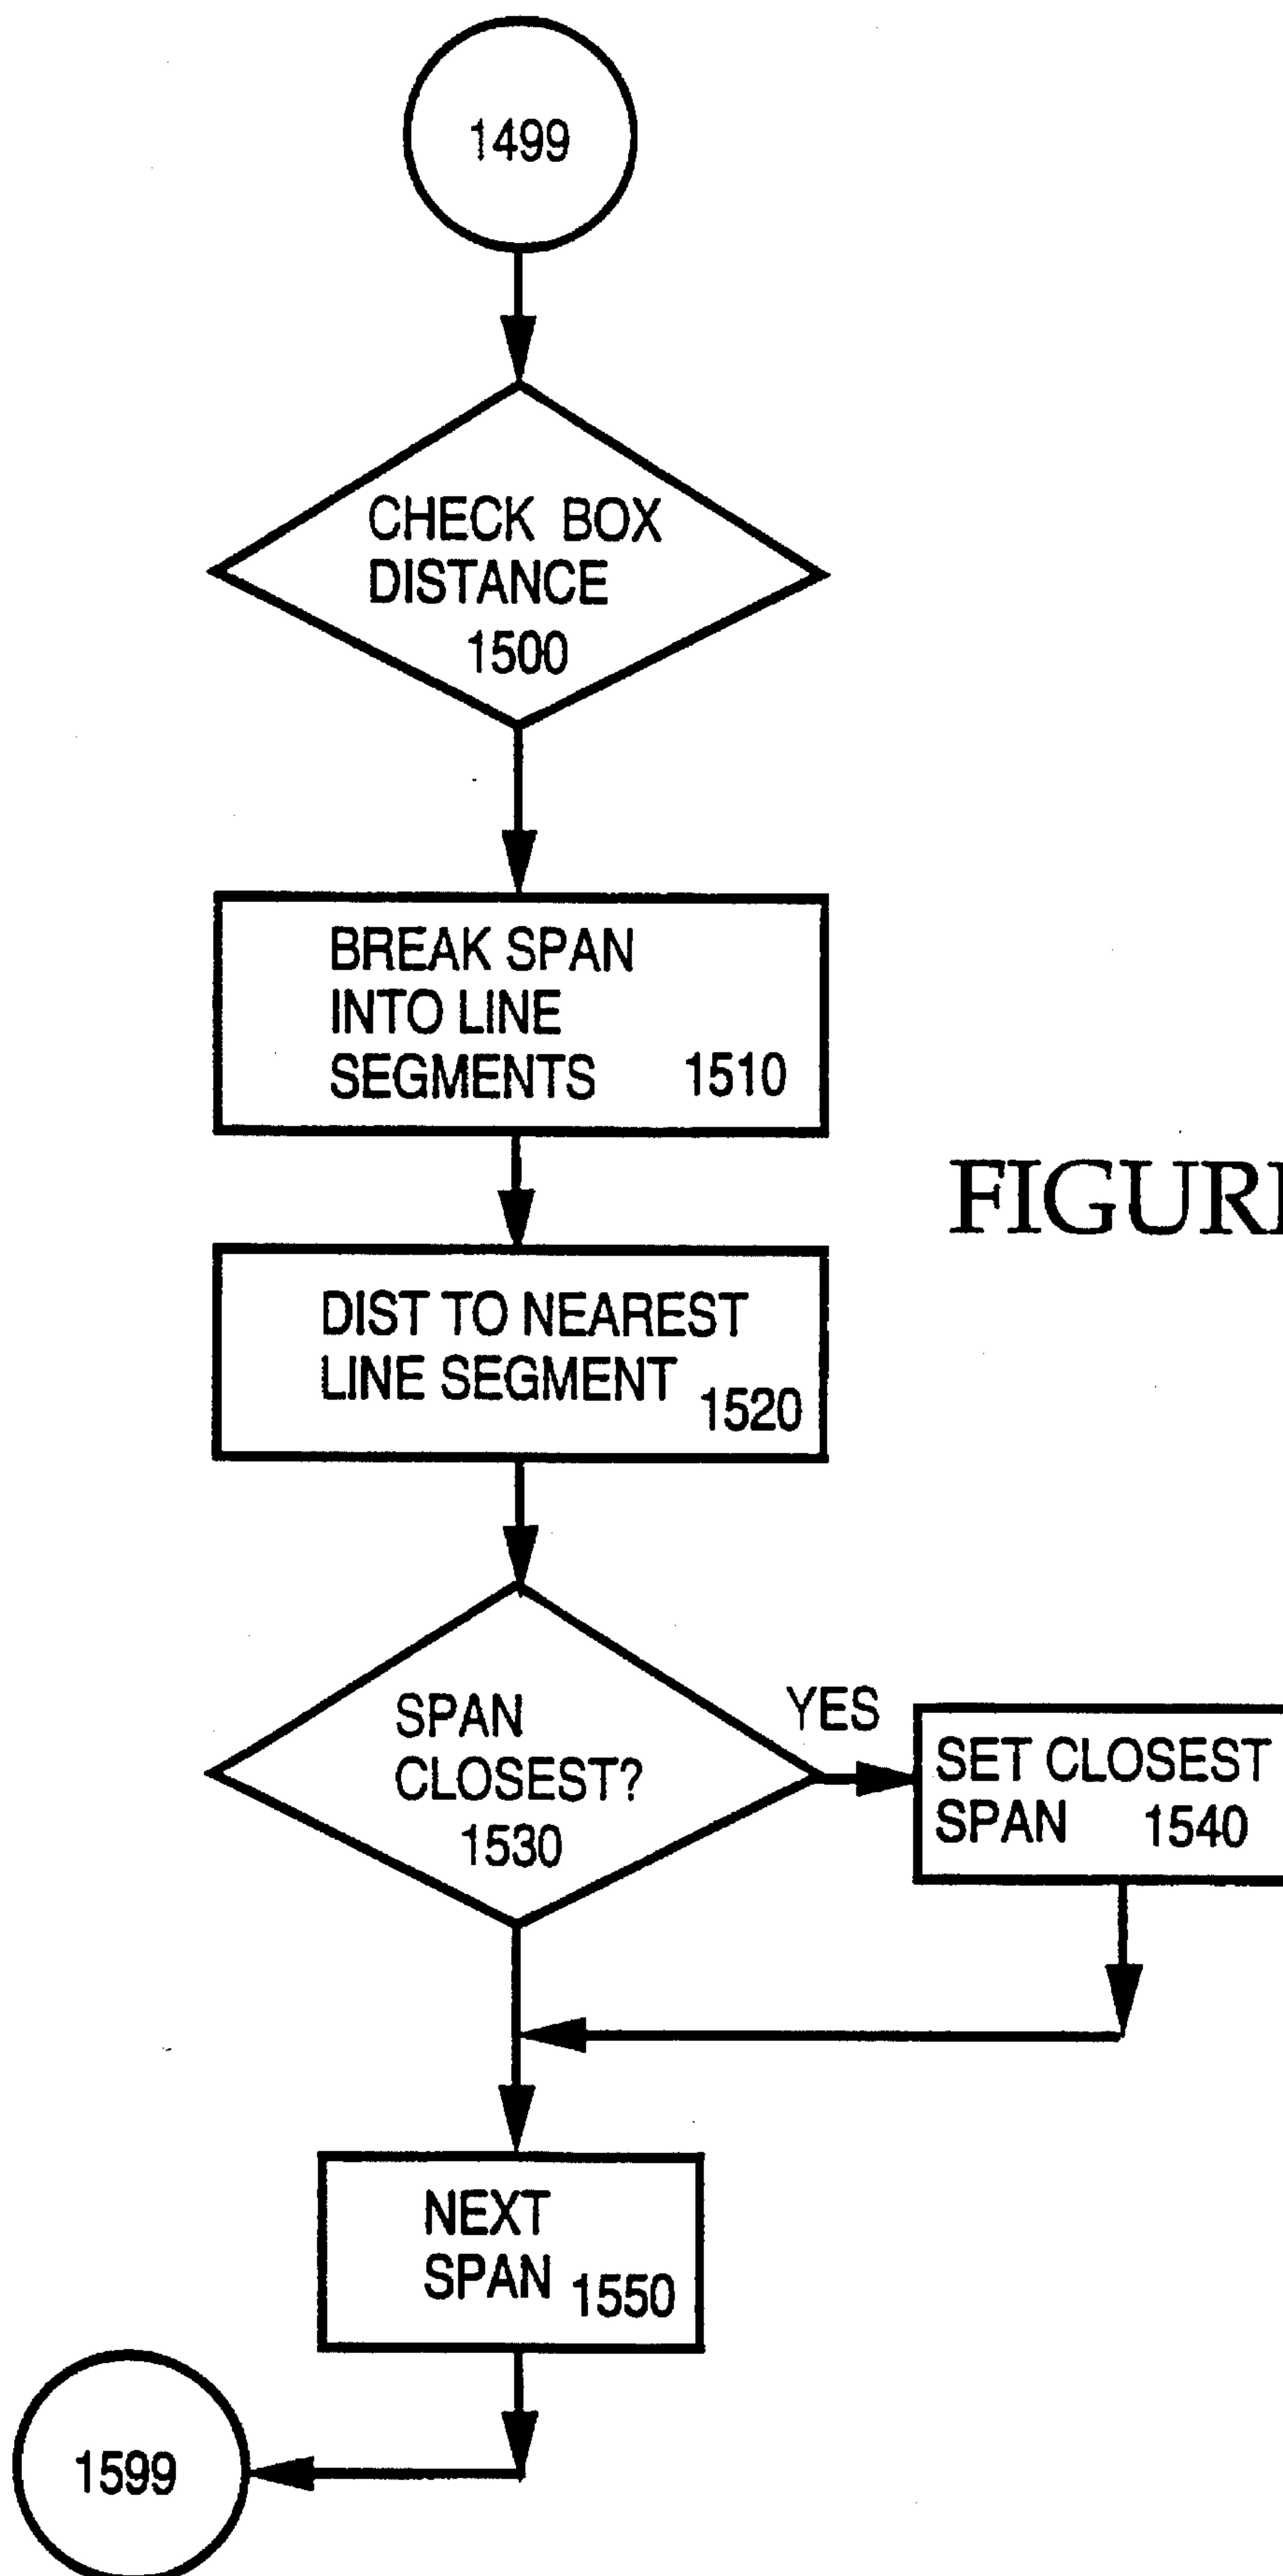 1499
CHECK BOX
DISTANCE
1500
BREAK SPAN
INTO LINE
SEGMENTS 1510
FIGUR
DIST TO NEAREST
LINE SEGMENT 1520
SPAN
CLOSEST?
1530
YES
SET CLOSEST
SPAN 1540
NEXT
SPAN 1550
1599